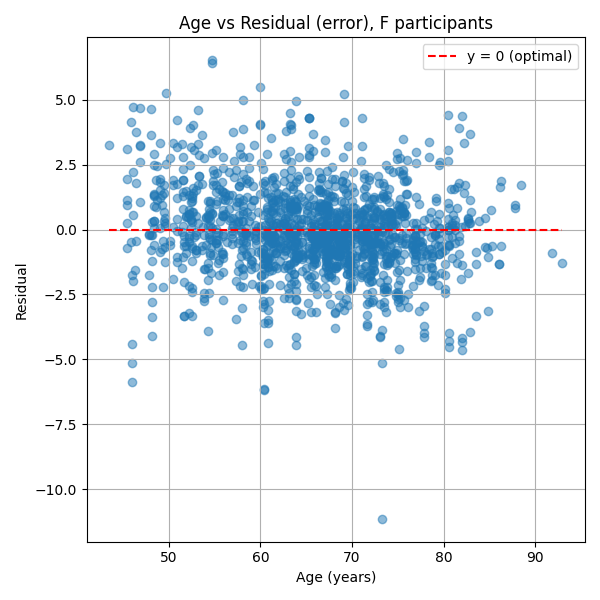 Age vs Residual (error), F participants
y = 0 (optimal)
5.0
2.5
0.0
−2.5
−5.0
−7.5
−10.0
Residual
50 60 70 80 90
Age (years)